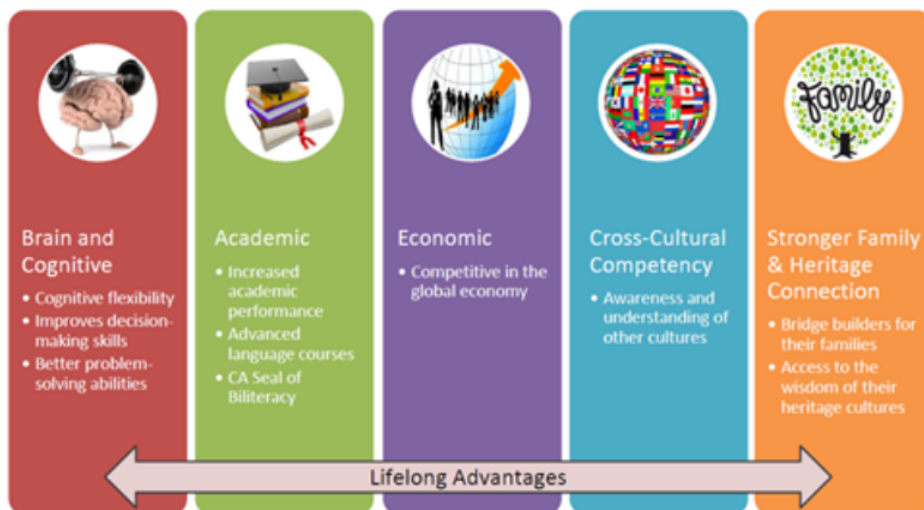 Family
Brain and
Cognitive
• Cognitive flexibility
• Improves decision-
making skills
• Better problem-
solving abilities
Academic
• Increased
academic
performance
• Advanced
language courses
• CA Seal of
Biliteracy
Economic
• Competitive in the
global economy
Cross-Cultural
Competency
• Awareness and
understanding of
other cultures
Stronger Family
& Heritage
Connection
• Bridge builders for
their families
• Access to the
wisdom of their
heritage cultures
Lifelong Advantages